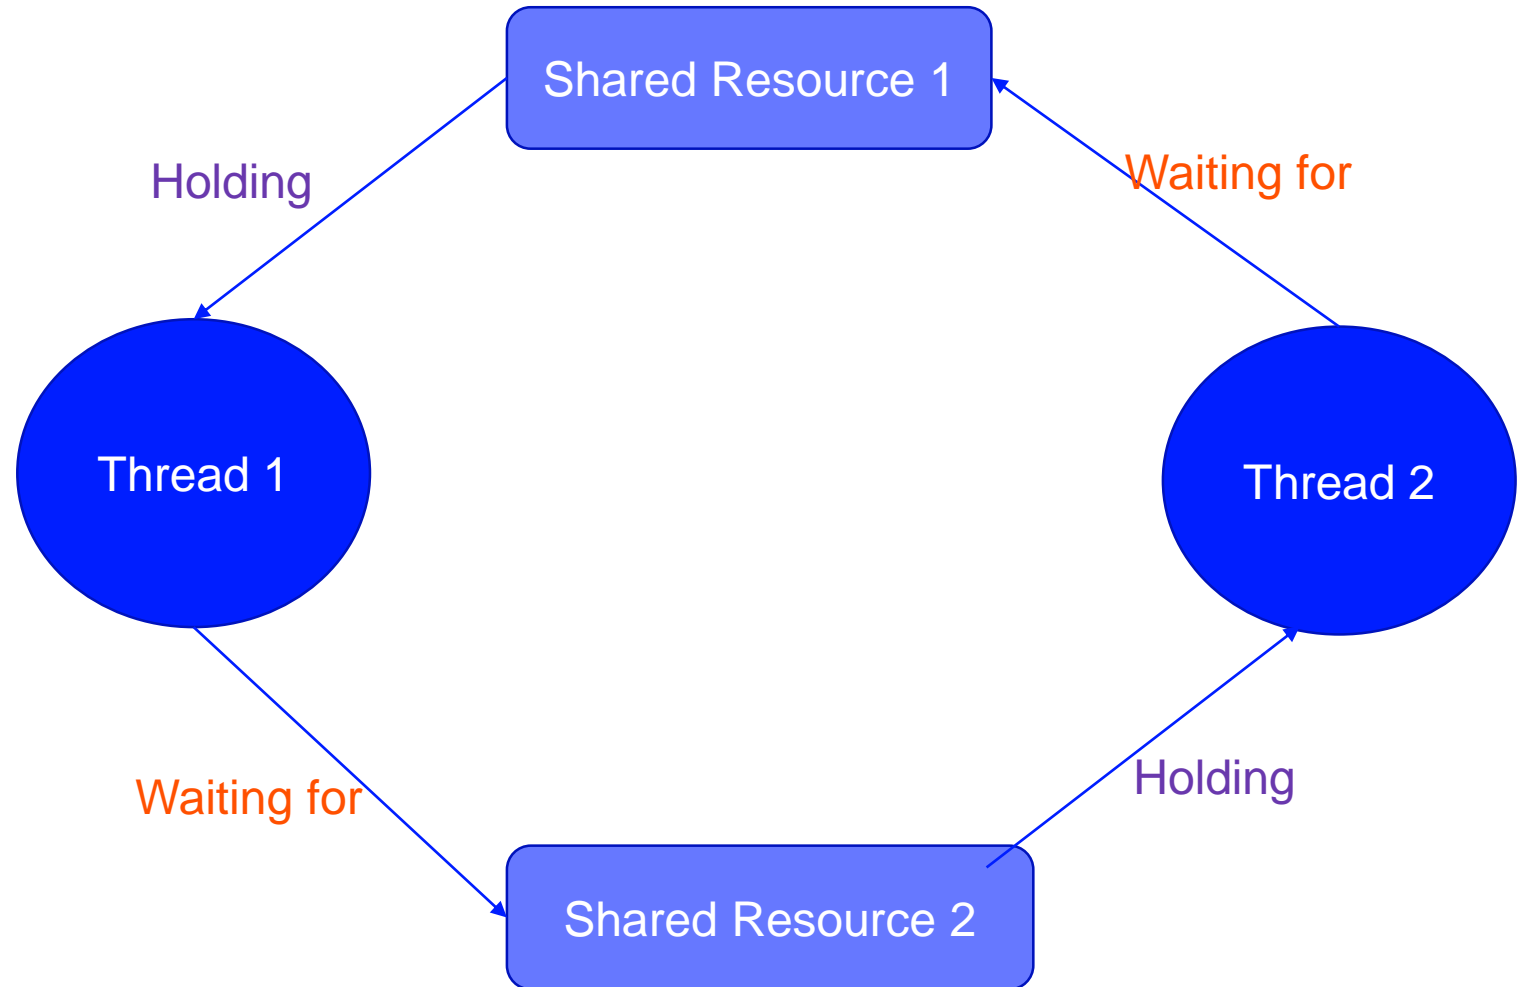 Shared Resource 1
Holding
Waiting for
Thread 1
Thread 2
Waiting for
Holding
Shared Resource 2